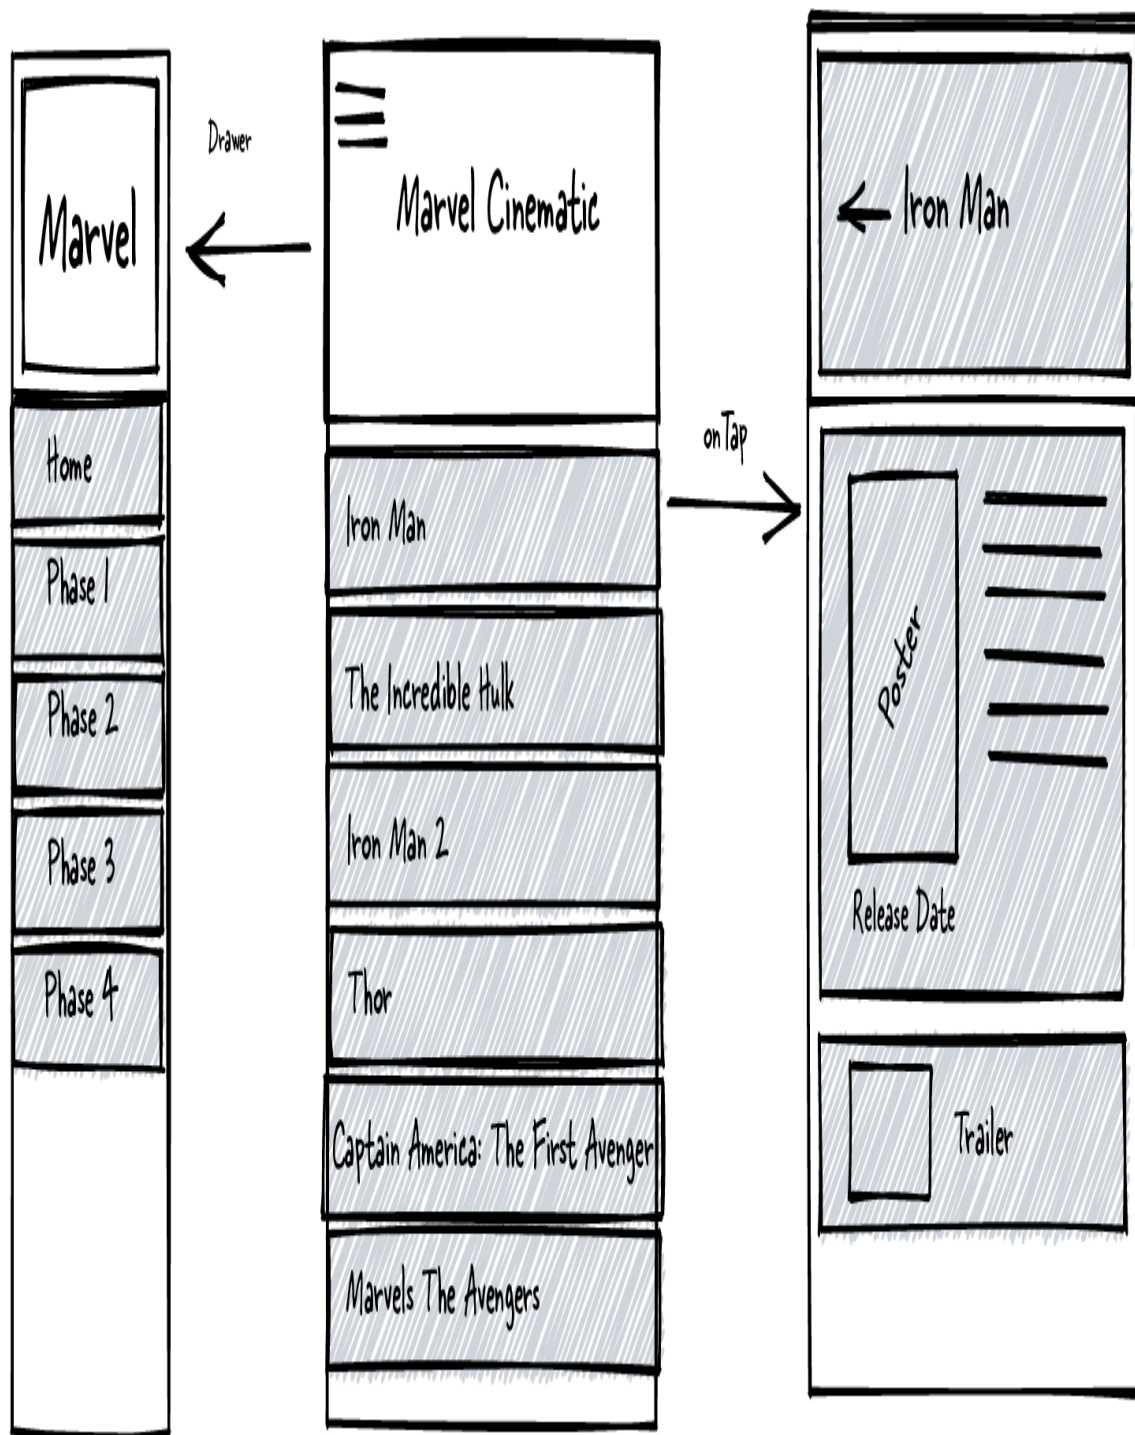 Marvel
Home
Phase 1
Phase 2
Phase 3
Phase 4
Drawer
Marvel Cinematic
Iron Man
The Incredible Hulk
Iron Man 2
Thor
Captain America: The First Avenger
Marvels The Avengers
onTap
Iron Man
Poster
Release Date
Trailer